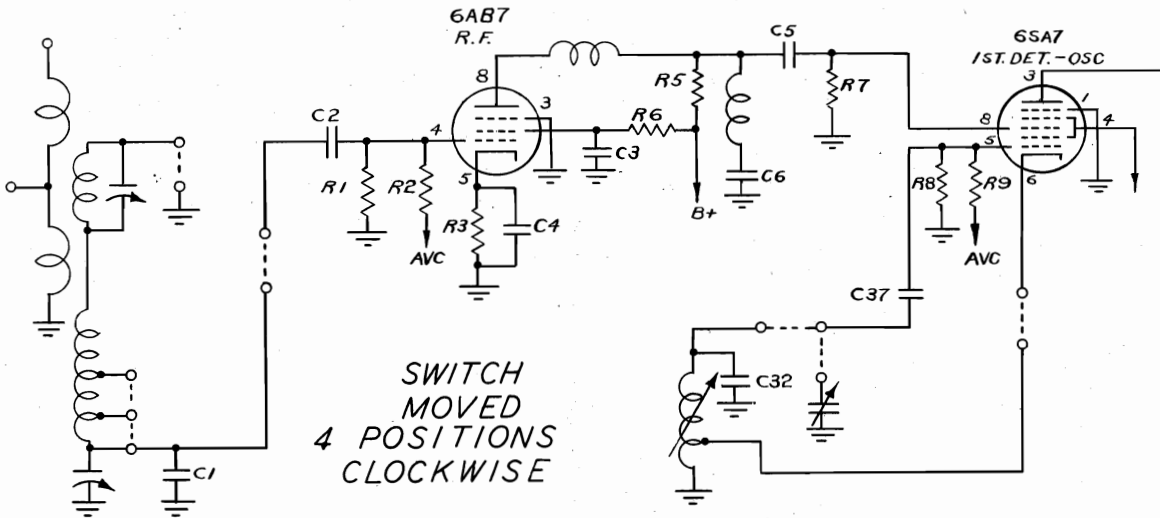 6AB7
R.F.
8
3
4
5
C2
R1
R2
AVC
R3
C4
C3
R6
R5
B+
C6
C5
R7
6SA7
1ST. DET.-OSC
3
1
8
4
5
6
R8
R9
AVC
C37
C32
C1
SWITCH
MOVED
4 POSITIONS
CLOCKWISE